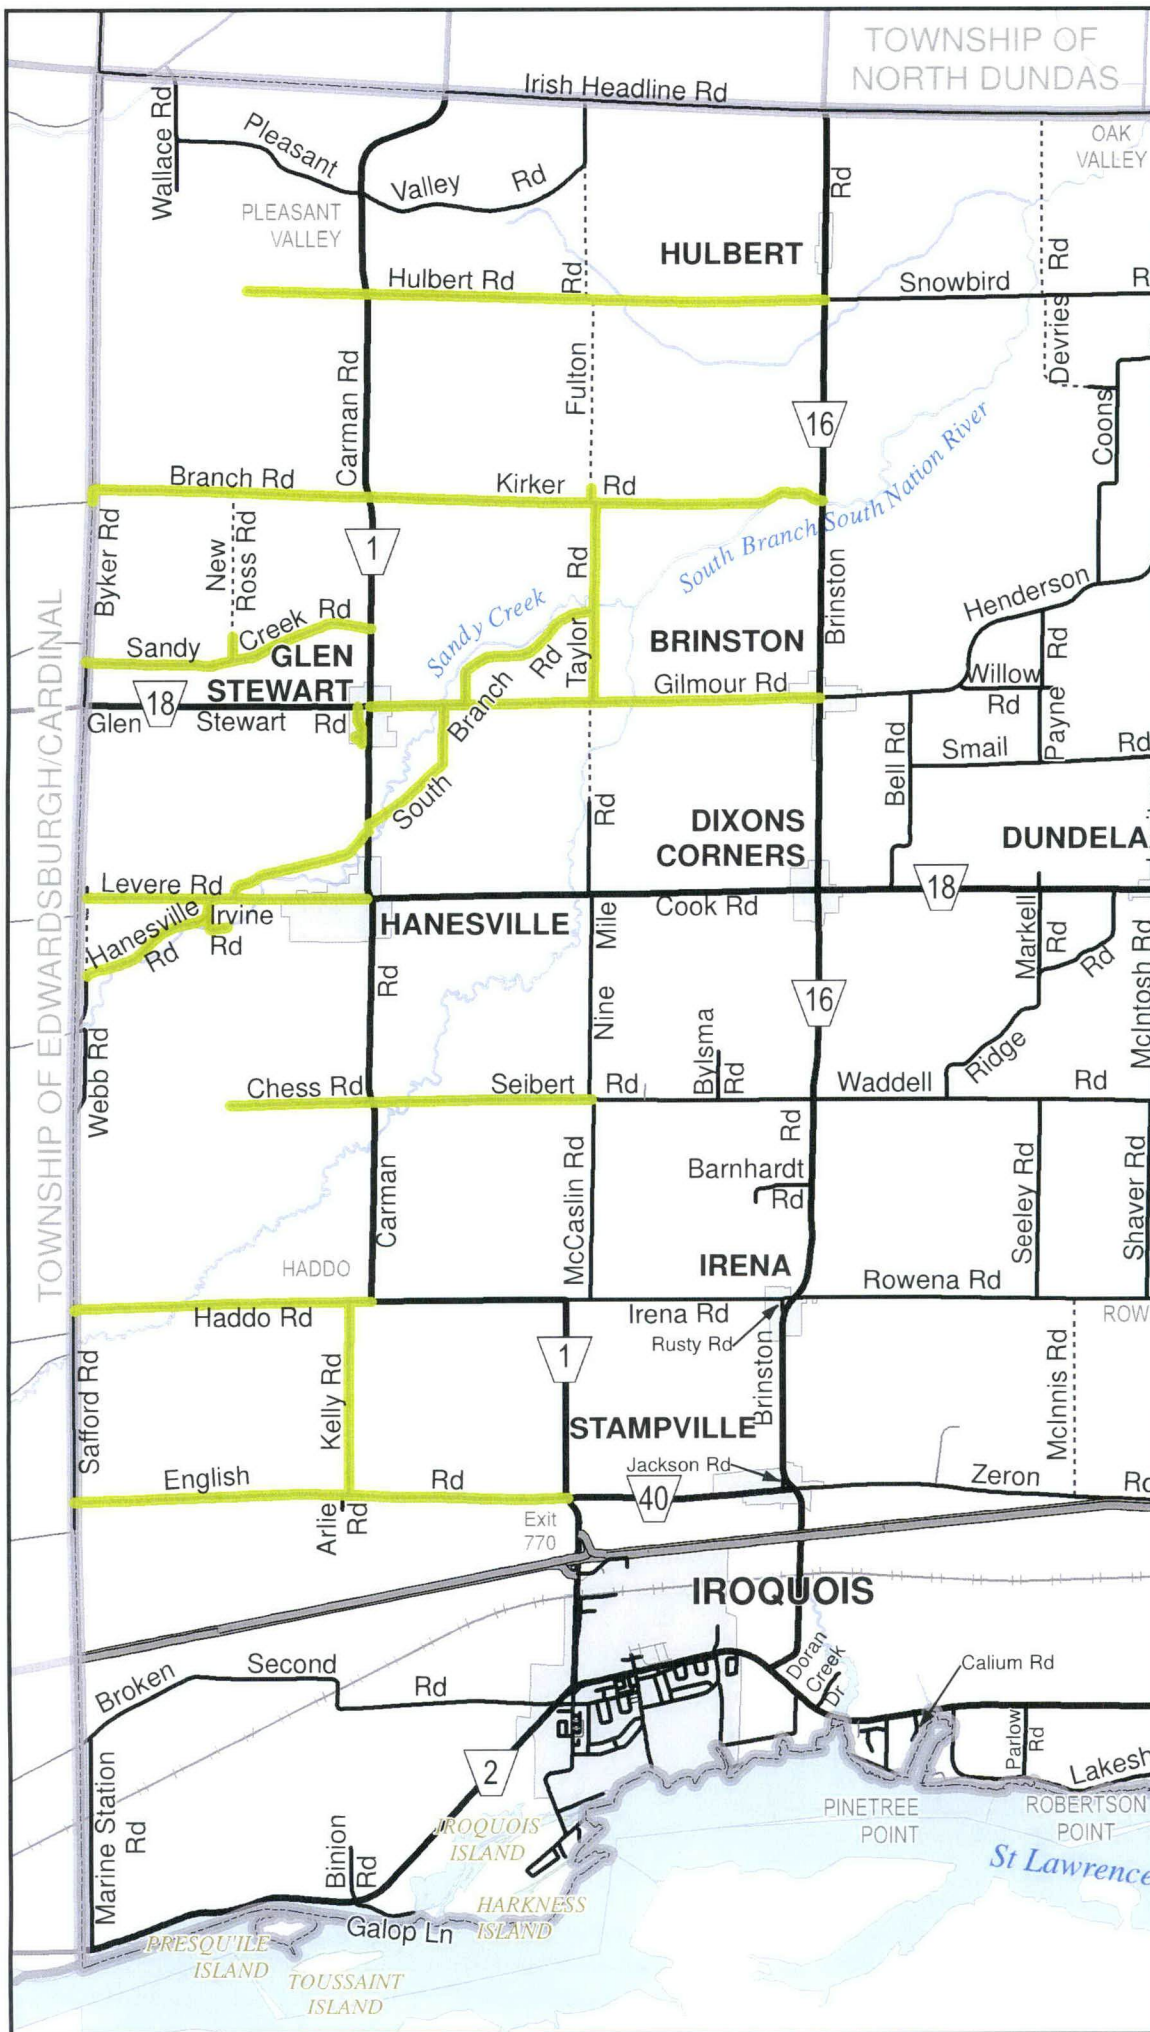 TOWNSHIP OF
NORTH DUNDAS
Irish Headline Rd
Wallace Rd
Pleasant
Valley
Rd
Rd
OAK
VALLEY
PLEASANT
VALLEY
HULBERT
Hulbert Rd
Rd
Snowbird
R
Rd
Devries
Fulton
Carman Rd
16
Coons
Branch Rd
Kirker
Rd
South Branch South Nation River
Byker Rd
New
Ross Rd
1
Rd
Brinston
Henderson
Sandy
Creek
Rd
Sandy Creek
GLEN
STEWART
BRINSTON
Taylor
Rd
Willow
Rd
18
Gilmour Rd
Glen
Stewart
Rd
Branch
Rd
Payne
Bell Rd
Smail
Rd
South
Rd
DIXONS
CORNERS
DUNDELA
TOWNSHIP OF EDWARDSBURGH/CARDINAL
Levere Rd
18
Hanesville
Rd
Irvine
Rd
HANESVILLE
Cook Rd
Mile
Markell
Rd
Rd
McIntosh Rd
Rd
Nine
16
Bylsma
Rd
Ridge
Webb Rd
Chess Rd
Seibert
Rd
Waddell
Rd
Rd
Carman
McCaslin Rd
Barnhardt
Rd
Seeley Rd
Shaver Rd
HADDO
IRENA
Rowena Rd
Haddo Rd
Irena Rd
Rusty Rd
ROW
Safford Rd
Kelly Rd
1
Brinston
McInnis Rd
STAMPVILLE
English
Rd
Jackson Rd
Zeron
Rd
40
Arlie
Rd
Exit
770
IROQUOIS
Broken
Second
Rd
Doran
Creek
Dr
Calium Rd
Marine Station
Rd
2
Parlow
Rd
Lakesh
Binion
Rd
IROQUOIS
ISLAND
PINETREE
POINT
ROBERTSON
POINT
St Lawrence
HARKNESS
ISLAND
Galop Ln
PRESQU'ILE
ISLAND
TOUSSAINT
ISLAND